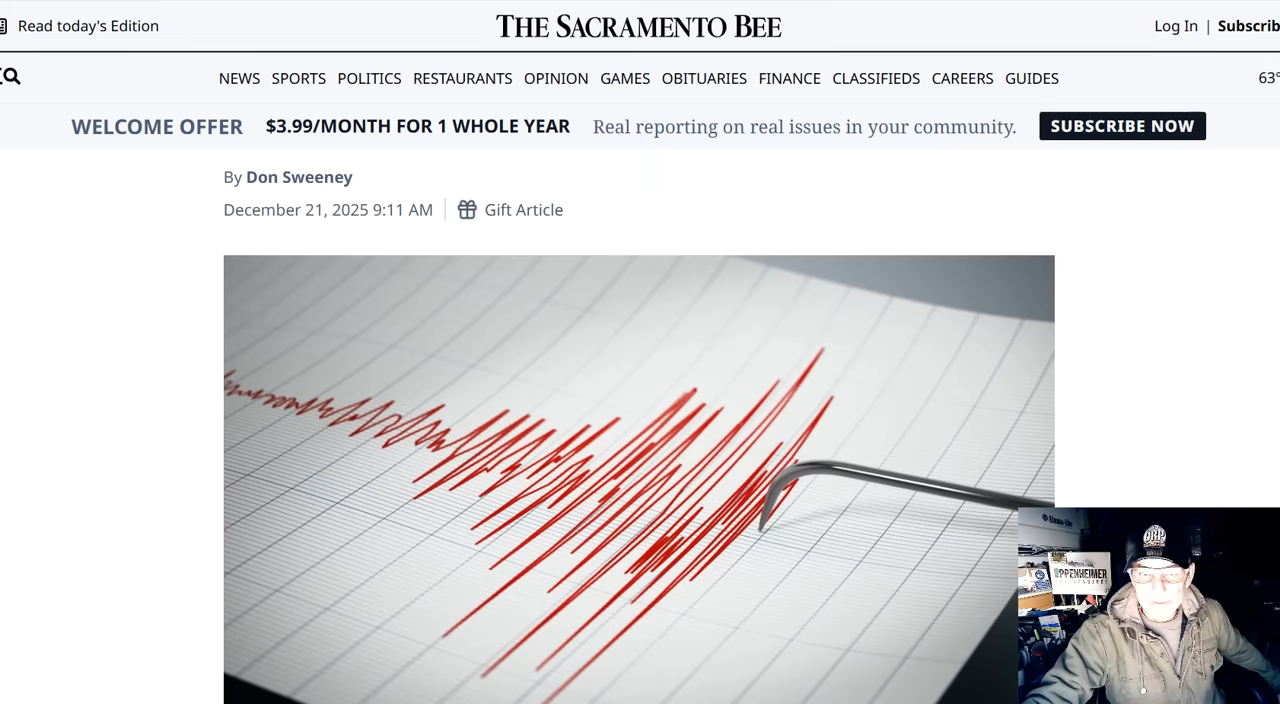 Read today's Edition
THE SACRAMENTO BEE
Log In | Subscrib
NEWS SPORTS POLITICS RESTAURANTS OPINION GAMES OBITUARIES FINANCE CLASSIFIEDS CAREERS GUIDES
63°
WELCOME OFFER $3.99/MONTH FOR 1 WHOLE YEAR Real reporting on real issues in your community. SUBSCRIBE NOW
By Don Sweeney
December 21, 2025 9:11 AM Gift Article
ORP
PPENHEIMER